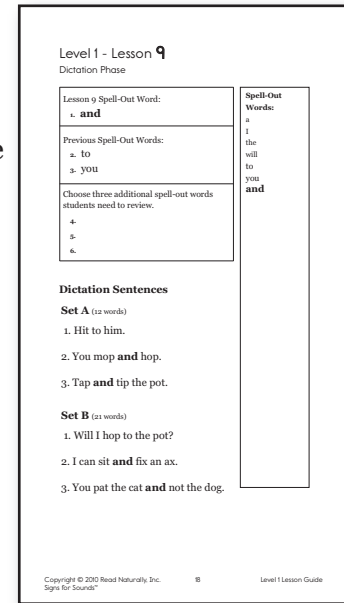 e
Level 1 - Lesson 9
Dictation Phase
Lesson 9 Spell-Out Word:
1. and
Previous Spell-Out Words:
2. to
3. you
Choose three additional spell-out words
students need to review.
4.
5.
6.
Spell-Out
Words:
a
I
the
will
to
you
and
Dictation Sentences
Set A (12 words)
1. Hit to him.
2. You mop and hop.
3. Tap and tip the pot.
Set B (21 words)
1. Will I hop to the pot?
2. I can sit and fix an ax.
3. You pat the cat and not the dog.
Copyright © 2010 Read Naturally, Inc. 18 Level 1 Lesson Guide
Signs for Sounds™